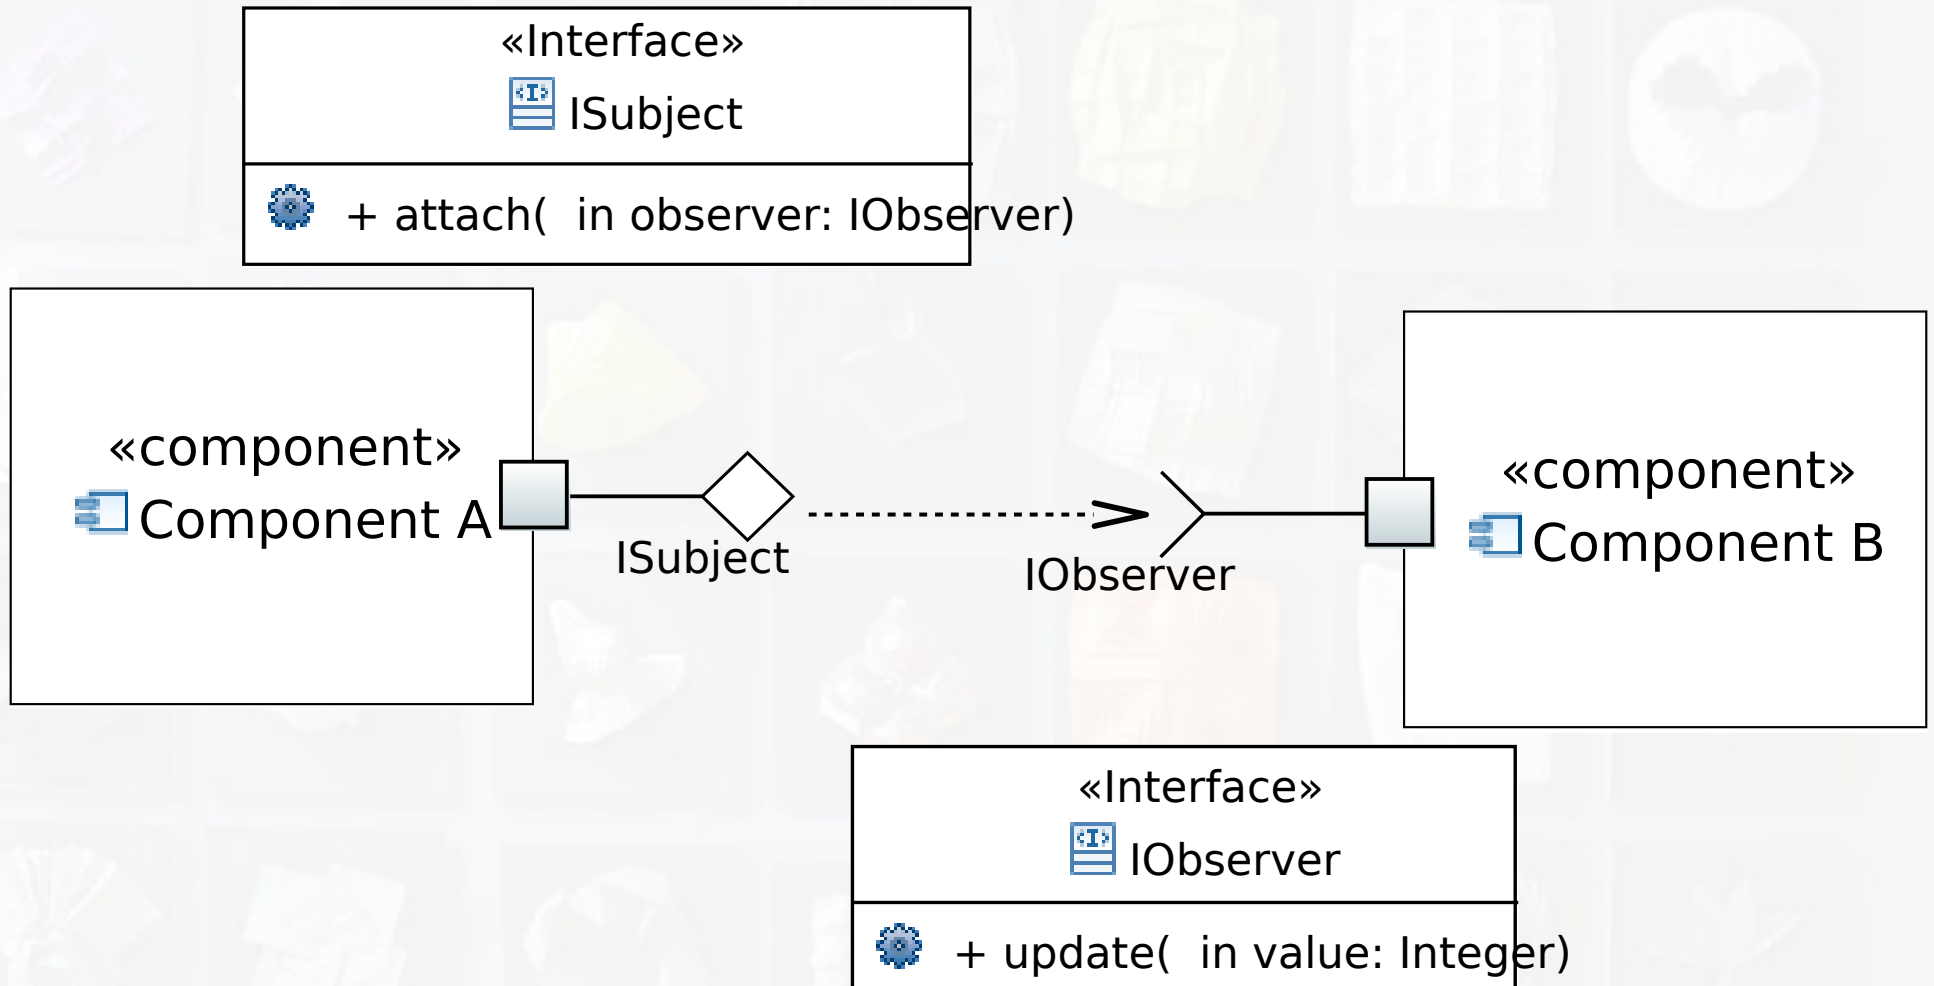 «Interface»
ISubject
+ attach(  in observer: IObserver)
«component»
Component A
ISubject
IObserver
«component»
Component B
«Interface»
IObserver
+ update(  in value: Integer)